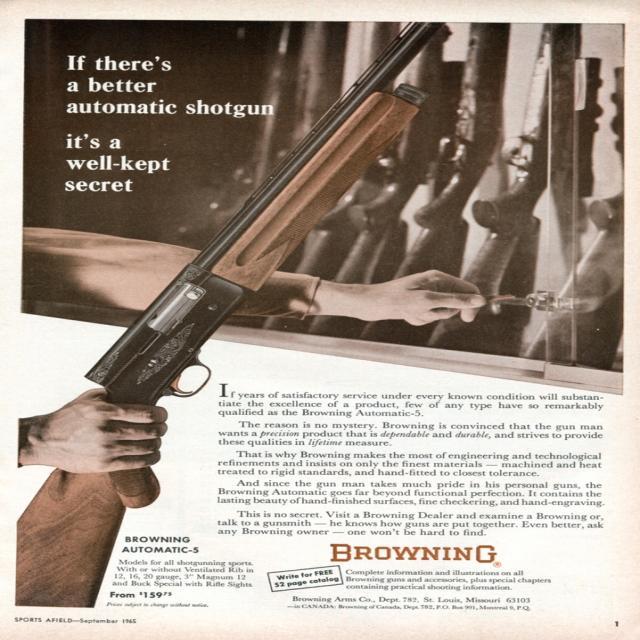 If there's
a better
automatic shotgun
it's a
well-kept
secret
If years of satisfactory service under every known condition will substan-
tiate the excellence of a product, few of any type have so remarkably
qualified as the Browning Automatic-5.
The reason is no mystery. Browning is convinced that the gun man
wants a precision product that is dependable and durable, and strives to provide
these qualities in lifetime measure.
That is why Browning makes the most of engineering and technological
refinements and insists on only the finest materials — machined and heat
treated to rigid standards, and hand-fitted to closest tolerance.
And since the gun man takes much pride in his personal guns, the
Browning Automatic goes far beyond functional perfection. It contains the
lasting beauty of hand-finished surfaces, fine checkering, and hand-engraving.
This is no secret. Visit a Browning Dealer and examine a Browning or,
talk to a gunsmith — he knows how guns are put together. Even better, ask
any Browning owner — one won't be hard to find.
BROWNING
AUTOMATIC-5
Models for all shotgunning sports.
With or without Ventilated Rib in
12, 16, 20 gauge, 3" Magnum 12
and Buck Special with Rifle Sights.
From $159.75
Prices subject to change without notice.
BROWNING®
Write for FREE
52 page catalog
Complete information and illustrations on all
Browning guns and accessories, plus special chapters
containing practical shooting information.
Browning Arms Co., Dept. 782, St. Louis, Missouri 63103
—in CANADA: Browning of Canada, Dept. 782, P.O. Box 991, Montreal 9, P.Q.
SPORTS AFIELD—September 1965
1